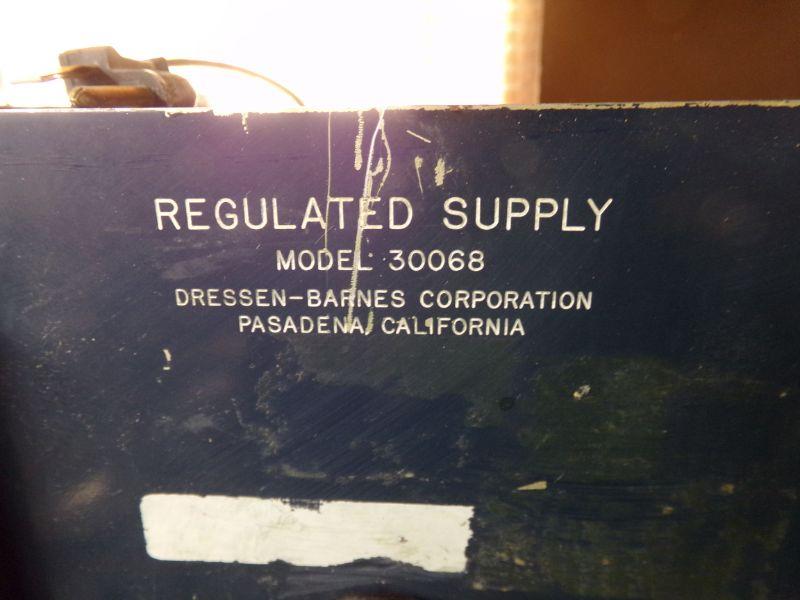 REGULATED SUPPLY
MODEL 30068
DRESSEN-BARNES CORPORATION
PASADENA, CALIFORNIA